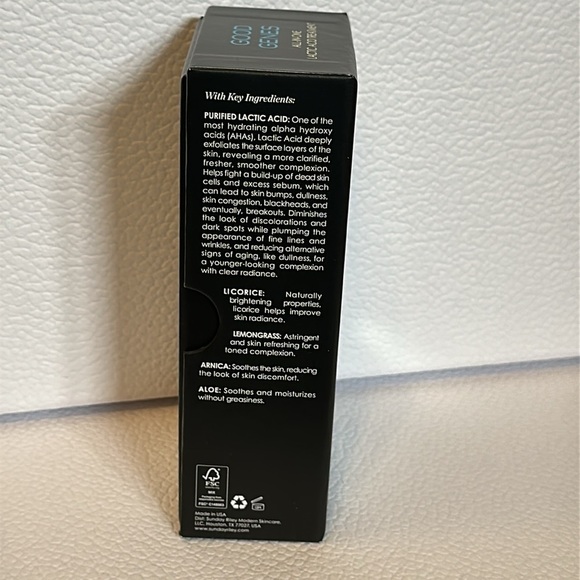 GOOD
GENES
ALL-IN-ONE
LACTIC ACID TREATMENT
With Key Ingredients:
PURIFIED LACTIC ACID: One of the
most hydrating alpha hydroxy
acids (AHAs), Lactic Acid deeply
exfoliates the surface layers of the
skin, revealing a more clarified,
fresher, smoother complexion.
Helps fight a build-up of dead skin
cells and excess sebum, which
can lead to skin bumps, dullness,
skin congestion, blackheads, and
eventually, breakouts. Diminishes
the look of discolorations and
dark spots while plumping the
appearance of fine lines and
wrinkles, and reducing alternative
signs of aging, like dullness, for
a younger-looking complexion
with clear radiance.
LICORICE: Naturally
brightening properties,
licorice helps improve
skin radiance.
LEMONGRASS: Astringent
and skin refreshing for a
toned complexion.
ARNICA: Soothes the skin, reducing
the look of skin discomfort.
ALOE: Soothes and moisturizes
without greasiness.
FSC
MIX
Made in USA
Dist: Sunday Riley Modern Skincare,
LLC, Houston, TX 77027, USA
www.sundayriley.com